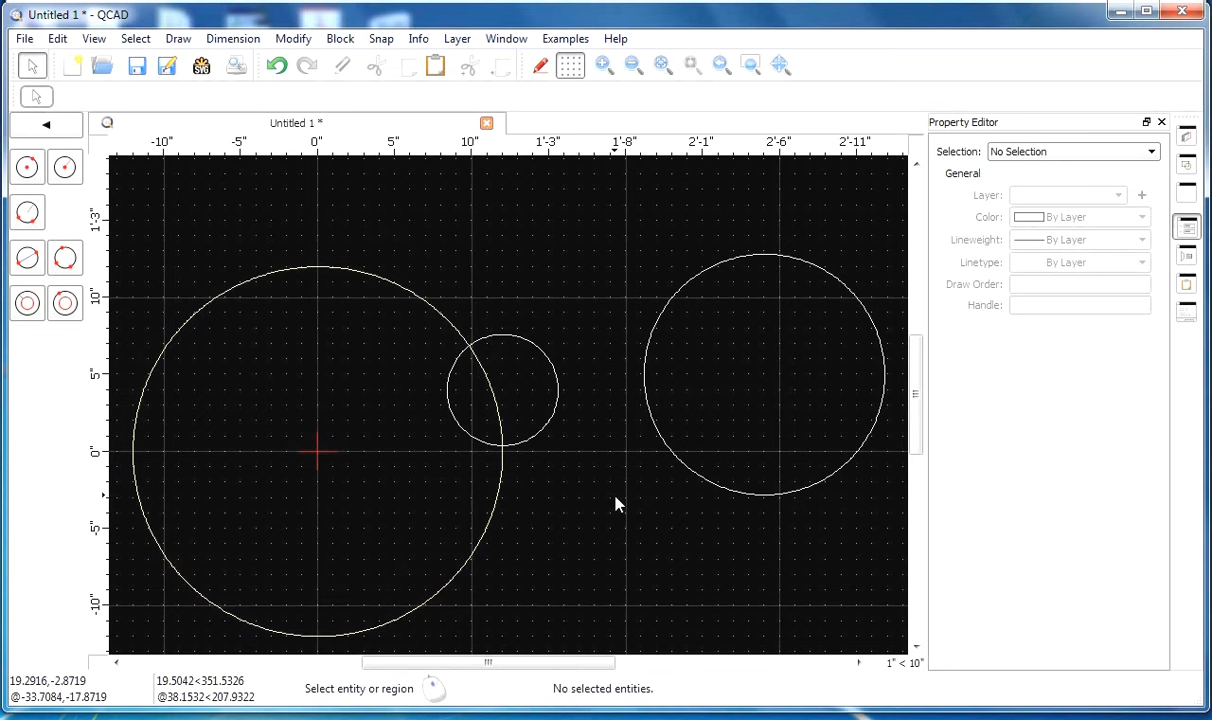 Untitled 1 * - QCAD
File Edit View Select Draw Dimension Modify Block Snap Info Layer Window Examples Help
SVG
Untitled 1 *
-10" -5" 0" 5" 10" 1'-3" 1'-8" 2'-1" 2'-6" 2'-11"
1'-3"
10"
5"
0"
-5"
-10"
Property Editor
Selection: No Selection
General
Layer:
Color: By Layer
Lineweight: By Layer
Linetype: By Layer
Draw Order:
Handle:
1" < 10"
19.2916,-2.8719
@-33.7084,-17.8719
19.5042<351.5326
@38.1532<207.9322
Select entity or region
No selected entities.